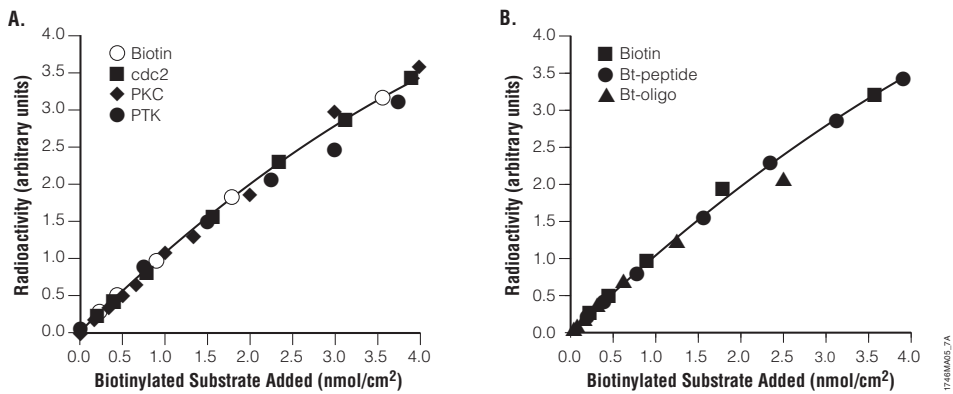 A.
Radioactivity (arbitrary units)
4.0
3.5
3.0
2.5
2.0
1.5
1.0
0.5
0.0
Biotin
cdc2
PKC
PTK
0.0 0.5 1.0 1.5 2.0 2.5 3.0 3.5 4.0
Biotinylated Substrate Added (nmol/cm²)
B.
Radioactivity (arbitrary units)
4.0
3.5
3.0
2.5
2.0
1.5
1.0
0.5
0.0
Biotin
Bt-peptide
Bt-oligo
0.0 0.5 1.0 1.5 2.0 2.5 3.0 3.5 4.0
Biotinylated Substrate Added (nmol/cm²)
1746MA05_7A